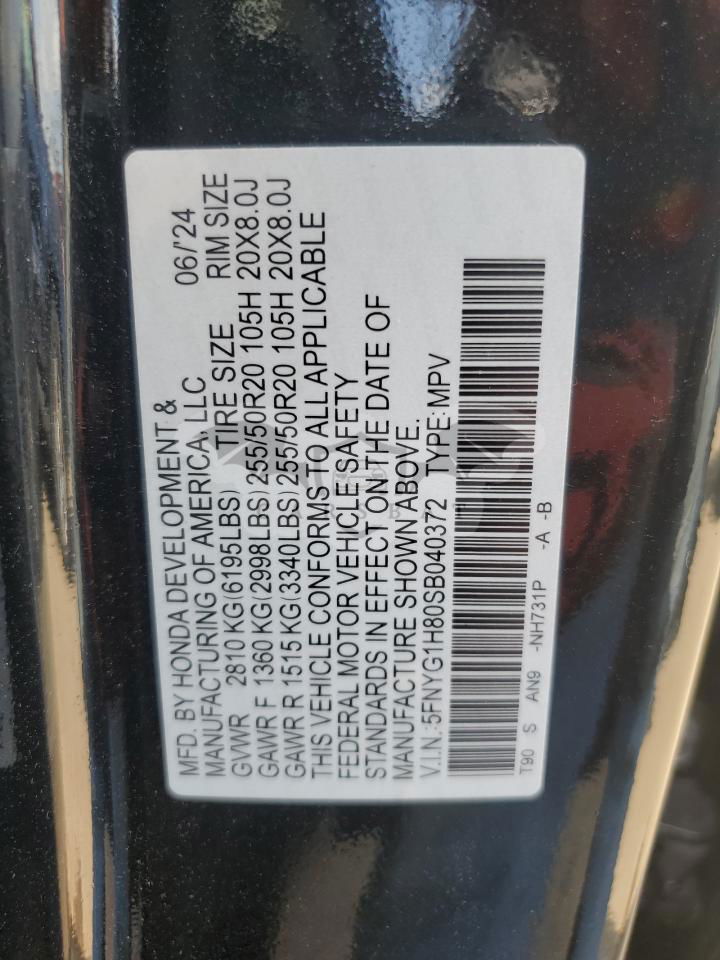 MFD. BY HONDA DEVELOPMENT & 06/'24
MANUFACTURING OF AMERICA, LLC
GVWR 2810 KG(6195LBS) TIRE SIZE RIM SIZE
GAWR F 1360 KG(2998LBS) 255/50R20 105H 20X8.0J
GAWR R 1515 KG(3340LBS) 255/50R20 105H 20X8.0J
THIS VEHICLE CONFORMS TO ALL APPLICABLE
FEDERAL MOTOR VEHICLE SAFETY
STANDARDS IN EFFECT ON THE DATE OF
MANUFACTURE SHOWN ABOVE.
V.I.N.:5FNYG1H80SB040372 TYPE:MPV
T90 S AN9 -NH731P -A -B